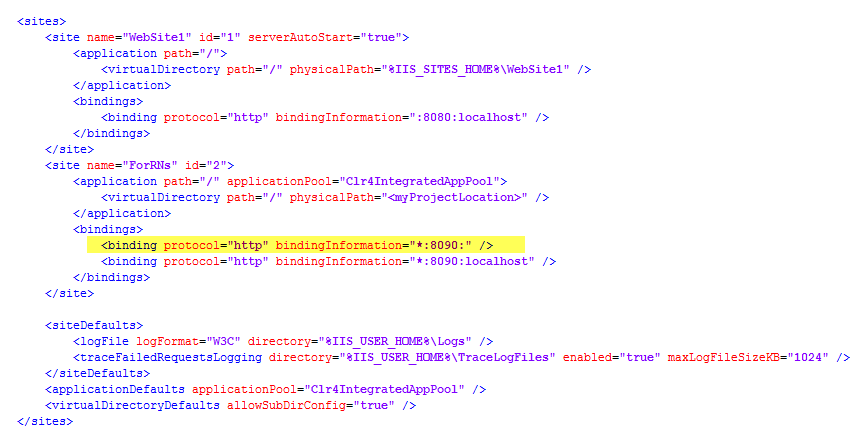 <sites>
    <site name="WebSite1" id="1" serverAutoStart="true">
        <application path="/">
            <virtualDirectory path="/" physicalPath="%IIS_SITES_HOME%\WebSite1" />
        </application>
        <bindings>
            <binding protocol="http" bindingInformation=":8080:localhost" />
        </bindings>
    </site>
    <site name="ForRNs" id="2">
        <application path="/" applicationPool="Clr4IntegratedAppPool">
            <virtualDirectory path="/" physicalPath="<myProjectLocation>" />
        </application>
        <bindings>
            <binding protocol="http" bindingInformation="*:8090:" />
            <binding protocol="http" bindingInformation="*:8090:localhost" />
        </bindings>
    </site>

    <siteDefaults>
        <logFile logFormat="W3C" directory="%IIS_USER_HOME%\Logs" />
        <traceFailedRequestsLogging directory="%IIS_USER_HOME%\TraceLogFiles" enabled="true" maxLogFileSizeKB="1024" />
    </siteDefaults>
    <applicationDefaults applicationPool="Clr4IntegratedAppPool" />
    <virtualDirectoryDefaults allowSubDirConfig="true" />
</sites>